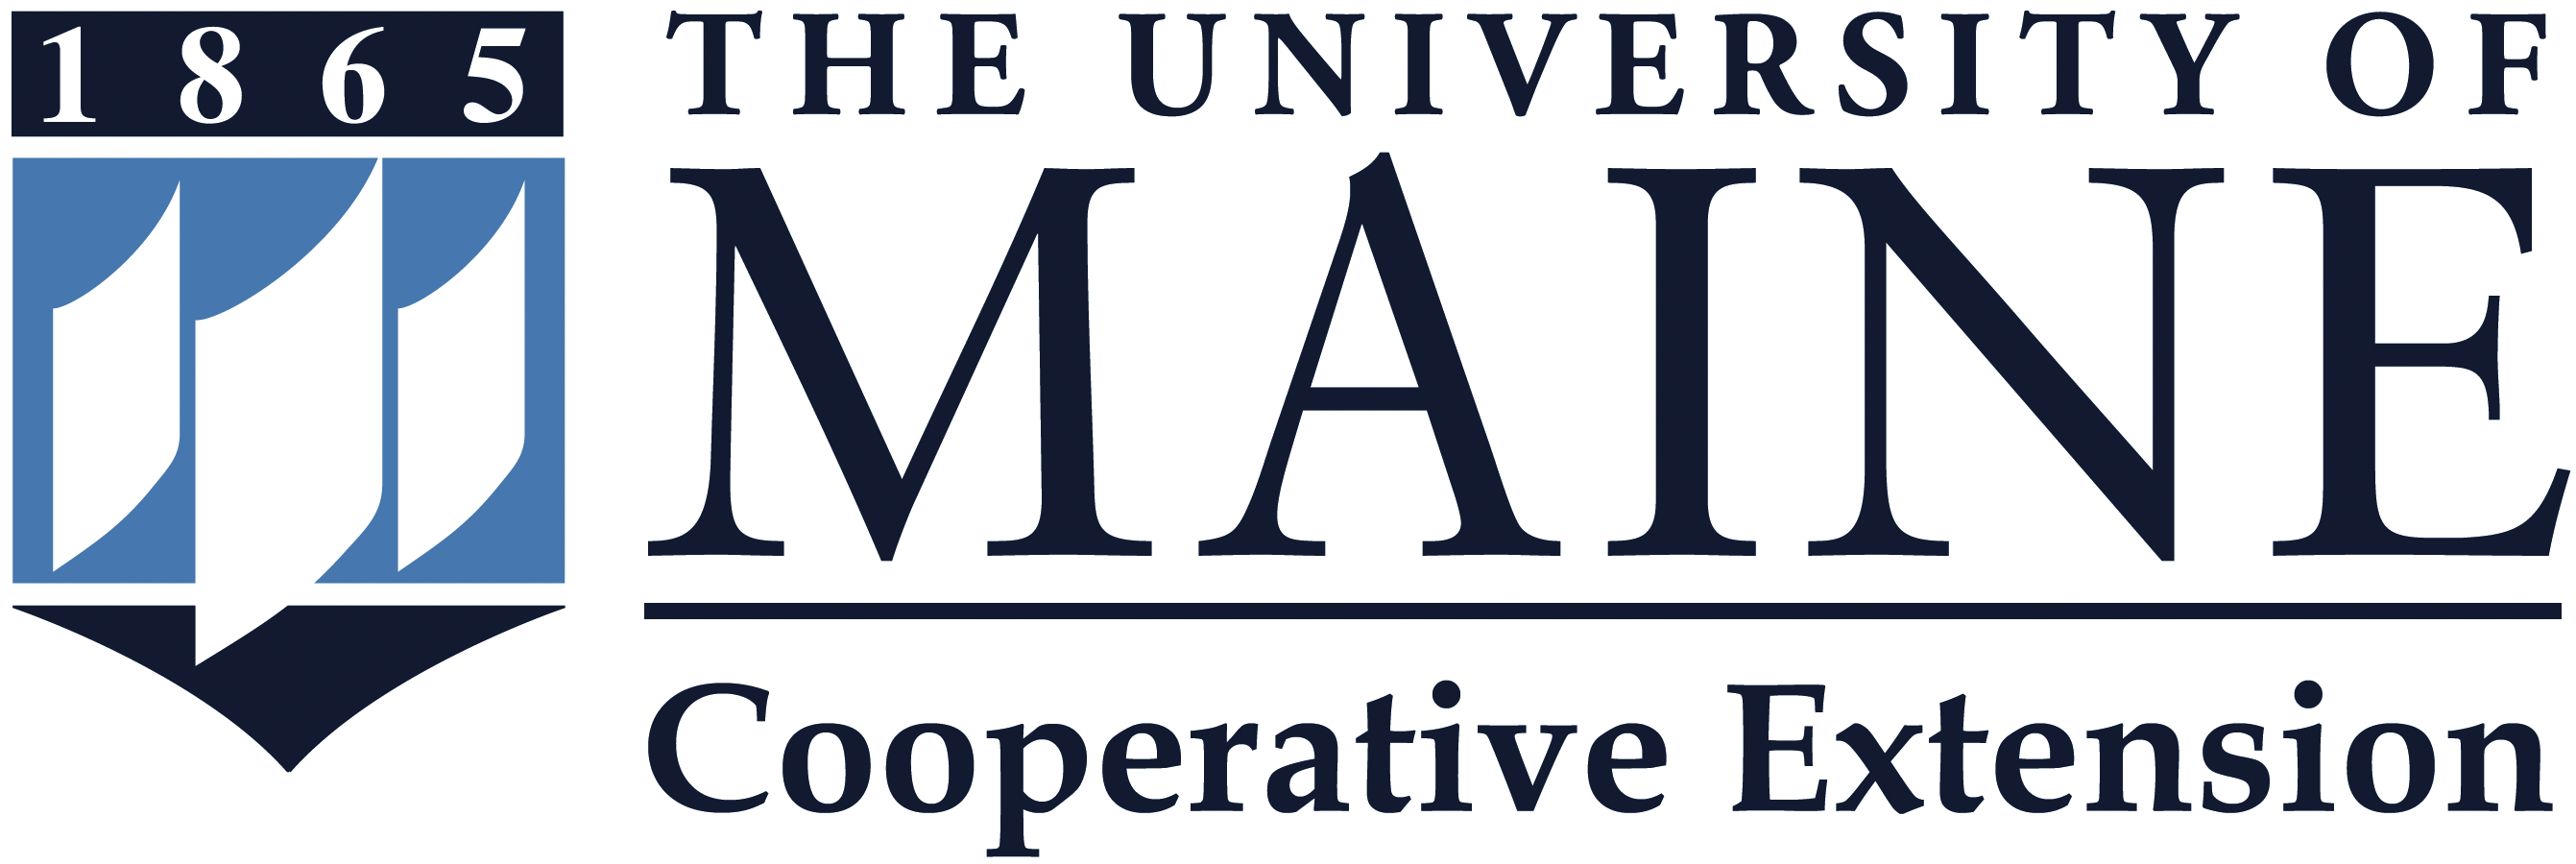 1865
THE UNIVERSITY OF
MAINE
Cooperative Extension